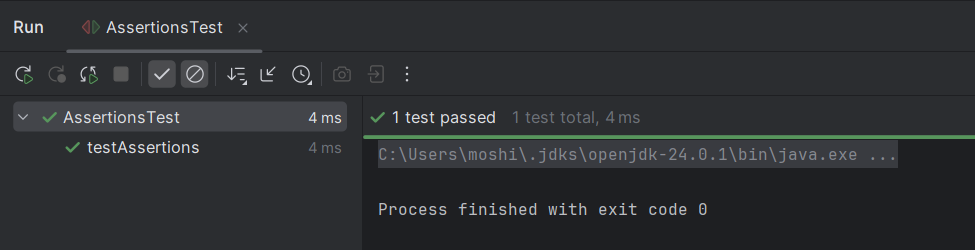 Run AssertionsTest
AssertionsTest 4 ms
testAssertions 4 ms
1 test passed 1 test total, 4 ms
C:\Users\moshi\.jdks\openjdk-24.0.1\bin\java.exe ...
Process finished with exit code 0